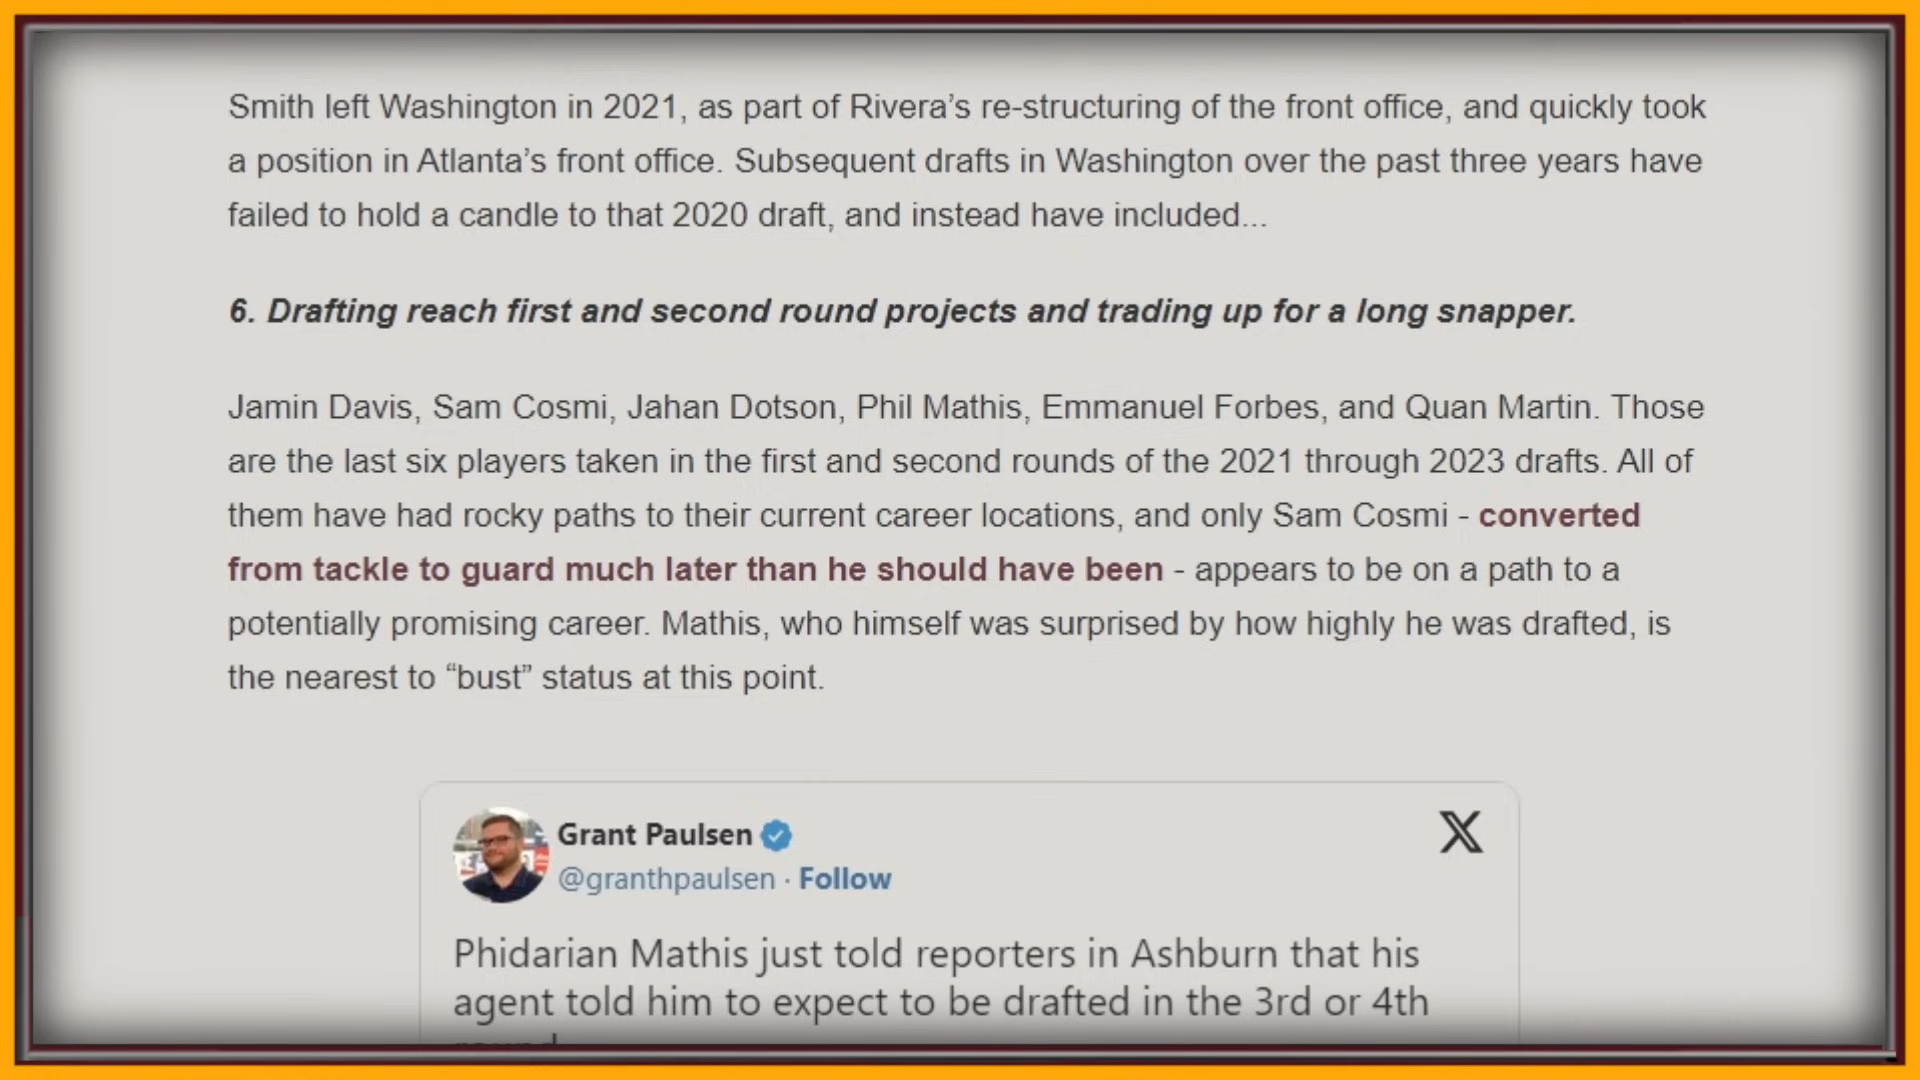 Smith left Washington in 2021, as part of Rivera’s re-structuring of the front office, and quickly took
a position in Atlanta’s front office. Subsequent drafts in Washington over the past three years have
failed to hold a candle to that 2020 draft, and instead have included...
6. Drafting reach first and second round projects and trading up for a long snapper.
Jamin Davis, Sam Cosmi, Jahan Dotson, Phil Mathis, Emmanuel Forbes, and Quan Martin. Those
are the last six players taken in the first and second rounds of the 2021 through 2023 drafts. All of
them have had rocky paths to their current career locations, and only Sam Cosmi - converted
from tackle to guard much later than he should have been - appears to be on a path to a
potentially promising career. Mathis, who himself was surprised by how highly he was drafted, is
the nearest to “bust” status at this point.
Grant Paulsen
@granthpaulsen · Follow
Phidarian Mathis just told reporters in Ashburn that his
agent told him to expect to be drafted in the 3rd or 4th